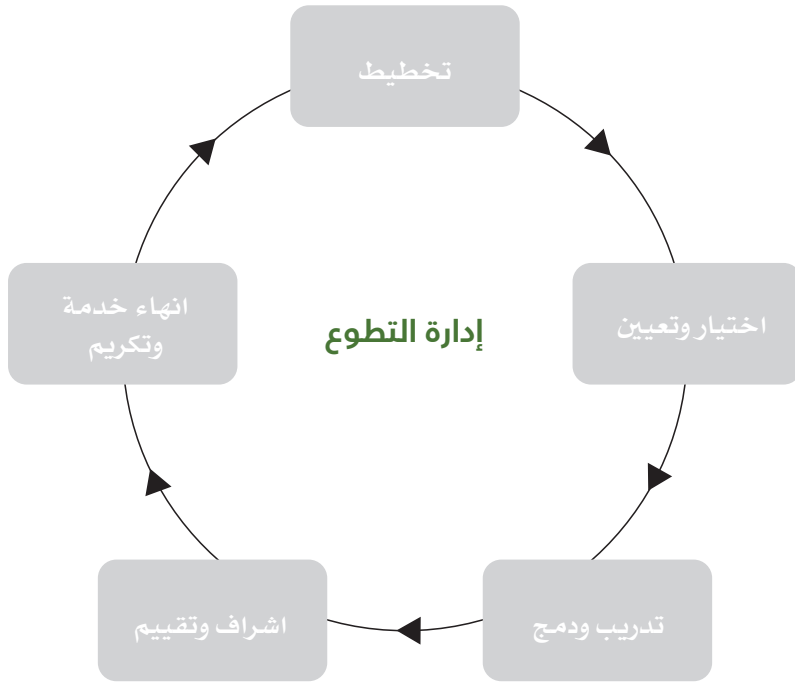 تخطيط
اختيار وتعيين
تدريب ودمج
اشراف وتقييم
انهاء خدمة
وتكريم
إدارة التطوع